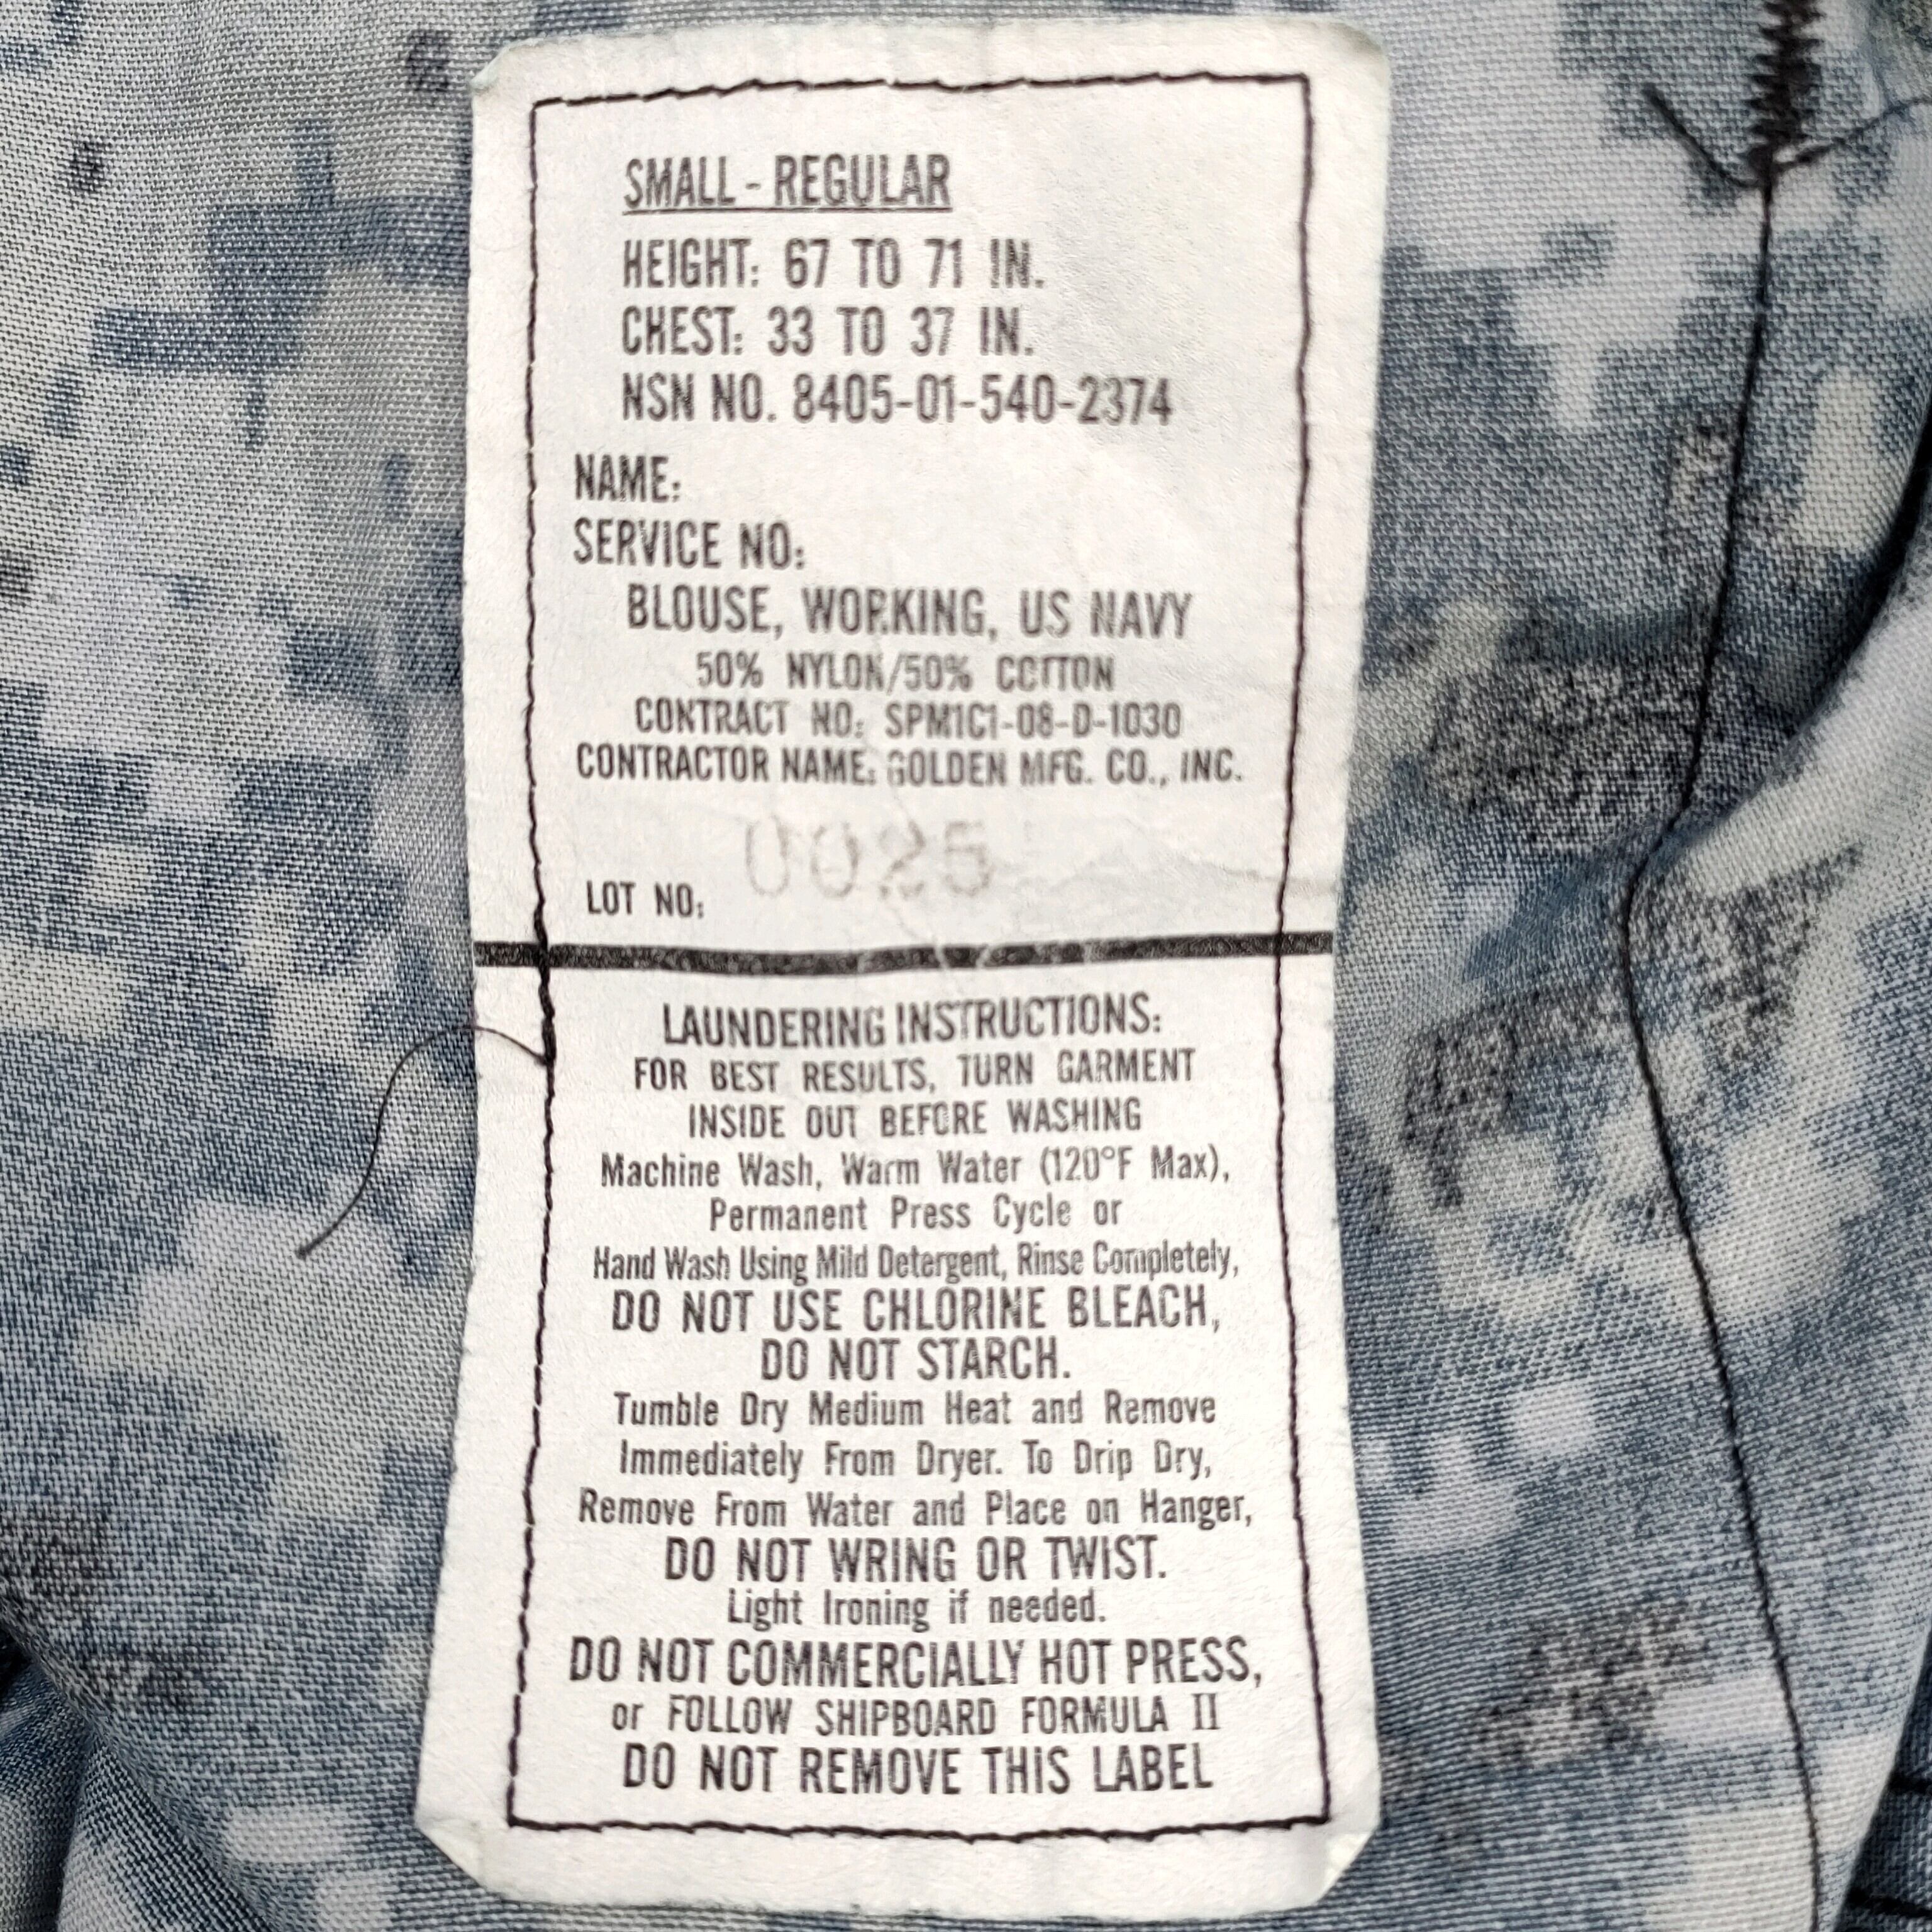 SMALL - REGULAR
HEIGHT: 67 TO 71 IN.
CHEST: 33 TO 37 IN.
NSN NO. 8405-01-540-2374
NAME:
SERVICE NO:
BLOUSE, WORKING, US NAVY
50% NYLON/50% COTTON
CONTRACT NO: SPM1C1-08-D-1030
CONTRACTOR NAME: GOLDEN MFG. CO., INC.
LOT NO: 0025
LAUNDERING INSTRUCTIONS:
FOR BEST RESULTS, TURN GARMENT
INSIDE OUT BEFORE WASHING
Machine Wash, Warm Water (120°F Max),
Permanent Press Cycle or
Hand Wash Using Mild Detergent, Rinse Completely,
DO NOT USE CHLORINE BLEACH,
DO NOT STARCH.
Tumble Dry Medium Heat and Remove
Immediately From Dryer. To Drip Dry,
Remove From Water and Place on Hanger,
DO NOT WRING OR TWIST.
Light Ironing if needed.
DO NOT COMMERCIALLY HOT PRESS,
or FOLLOW SHIPBOARD FORMULA II
DO NOT REMOVE THIS LABEL